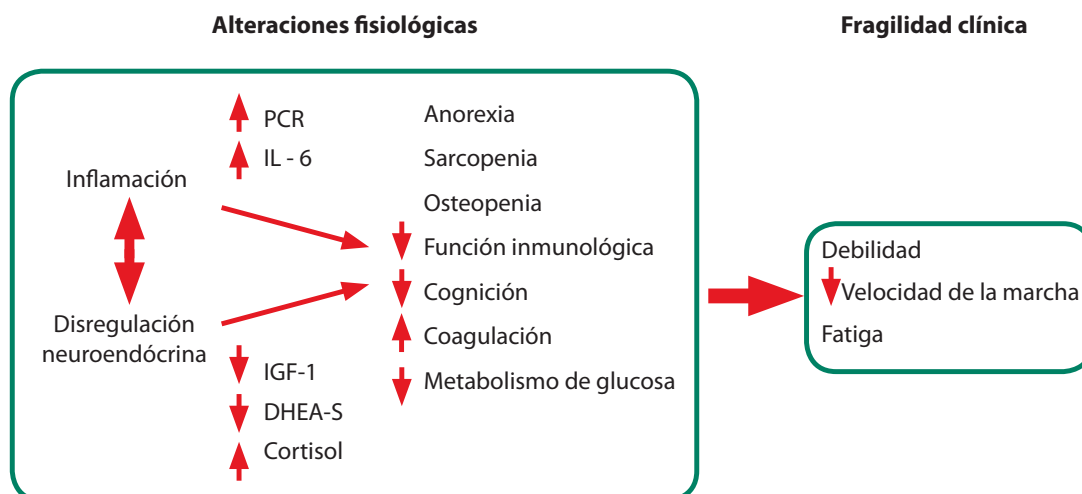 Alteraciones fisiológicas
Fragilidad clínica
PCR
IL - 6
Inflamación
Disregulación
neuroendócrina
IGF-1
DHEA-S
Cortisol
Anorexia
Sarcopenia
Osteopenia
Función inmunológica
Cognición
Coagulación
Metabolismo de glucosa
Debilidad
Velocidad de la marcha
Fatiga